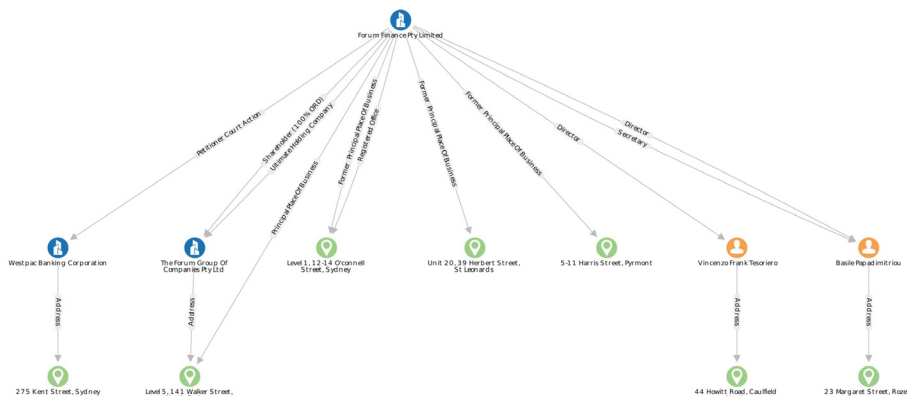 Forum Finance Pty Limited
Petitioner Court Action
Shareholder (100% ORD)
Ultimate Holding Company
Principal Place Of Business
Former Principal Place Of Business
Registered Office
Former Principal Place Of Business
Former Principal Place Of Business
Director
Director
Secretary
Westpac Banking Corporation
The Forum Group Of
Companies Pty Ltd
Level 1, 12-14 O'connell
Street, Sydney
Unit 20, 39 Herbert Street,
St Leonards
5-11 Harris Street, Pyrmont
Vincenzo Frank Tesoriero
Basile Papadimitriou
Address
Address
Address
Address
275 Kent Street, Sydney
Level 5, 141 Walker Street,
44 Howitt Road, Caulfield
23 Margaret Street, Roze